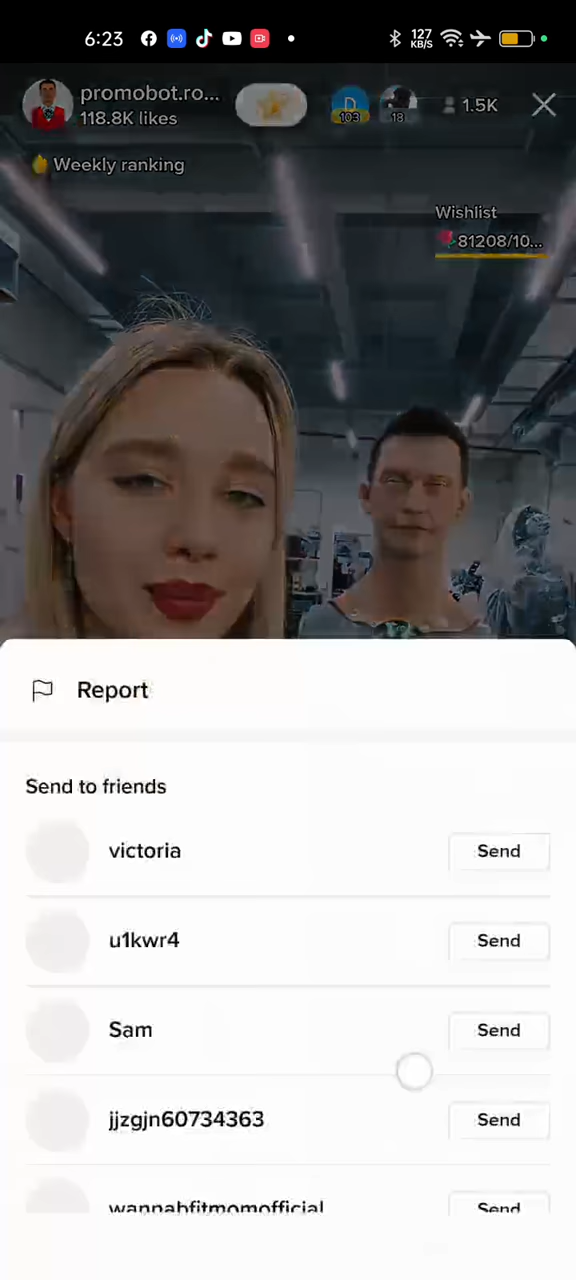 6:23
127
KB/S
promobot.ro...
118.8K likes
D
103
18
1.5K
Weekly ranking
Wishlist
81208/10...
Report
Send to friends
victoria
Send
u1kwr4
Send
Sam
Send
jjzgjn60734363
Send
wannabfitmomofficial
Send